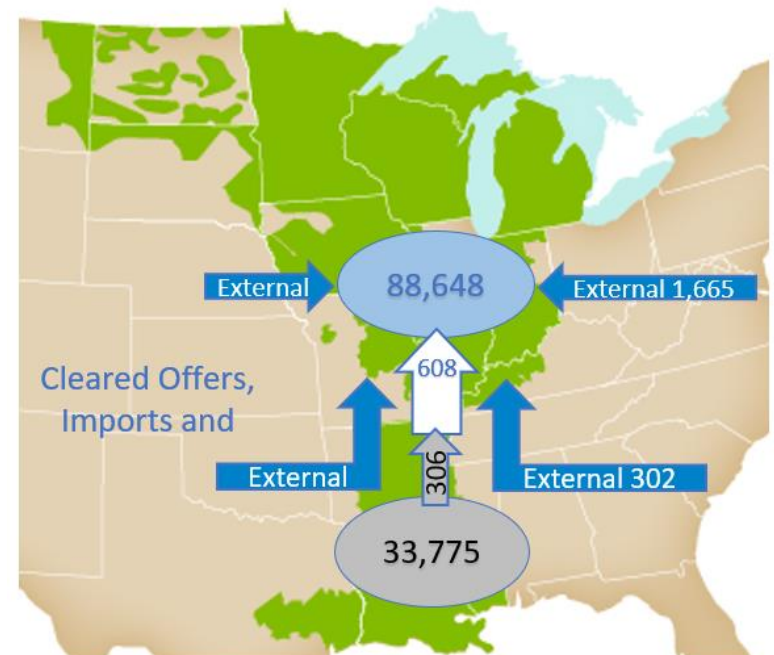 External
88,648
External 1,665
608
Cleared Offers,
Imports and
306
External
External 302
33,775